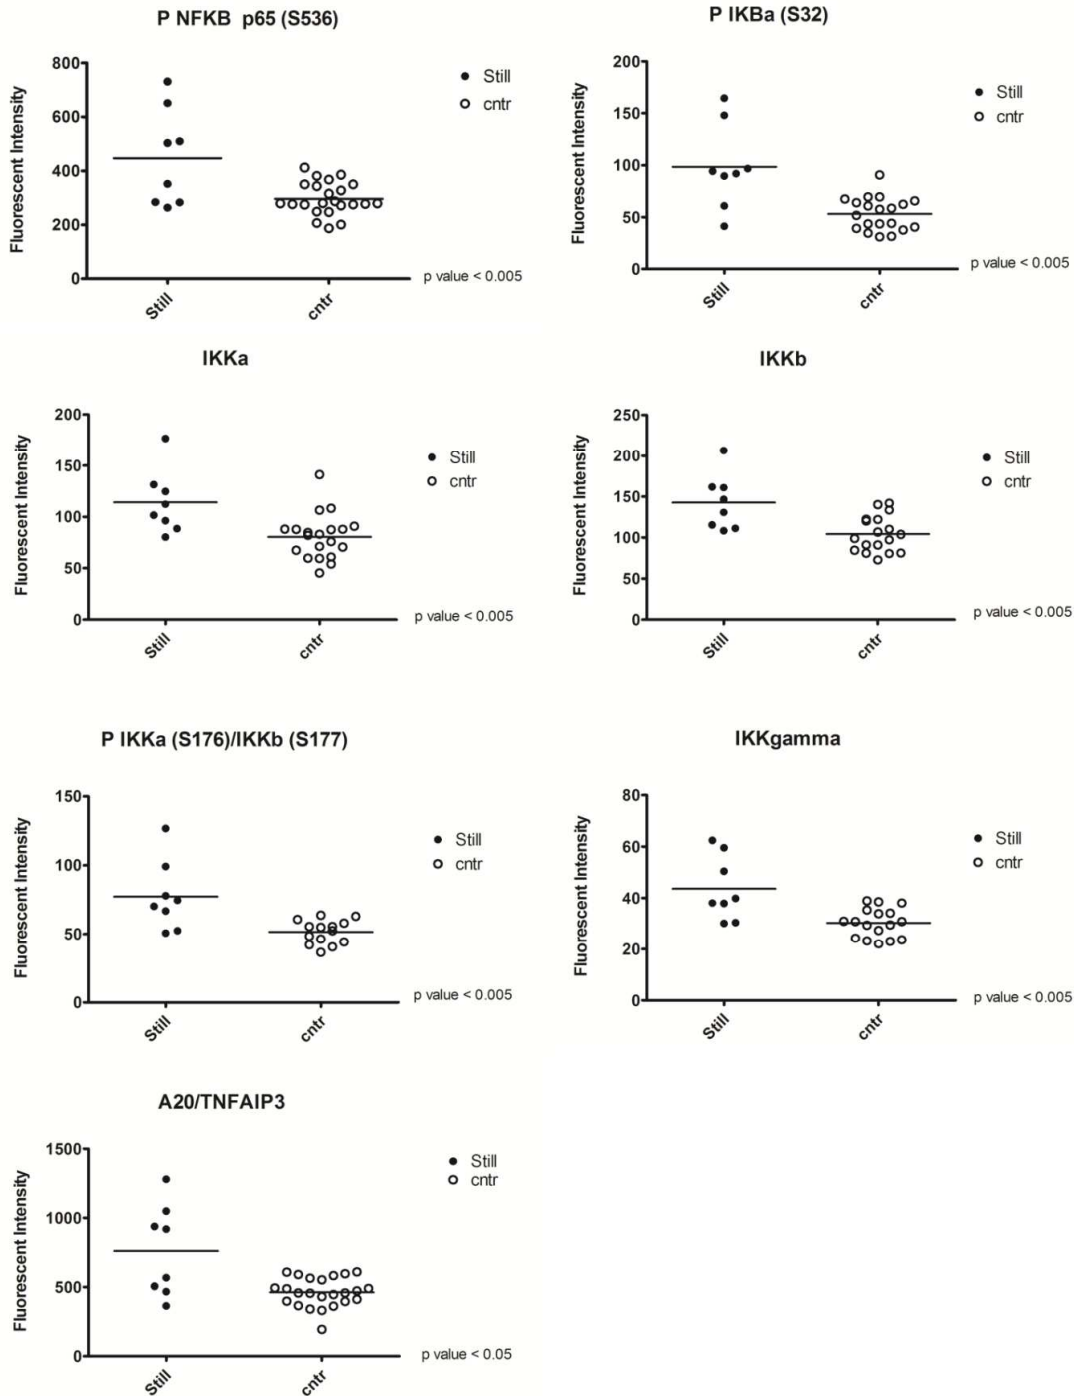 P NFKB p65 (S536)
800
600
400
200
0
Fluorescent Intensity
Still
cntr
Still
cntr
p value < 0.005
P IKBa (S32)
200
150
100
50
0
Fluorescent Intensity
Still
cntr
Still
cntr
p value < 0.005
IKKa
200
150
100
50
0
Fluorescent Intensity
Still
cntr
Still
cntr
p value < 0.005
IKKb
250
200
150
100
50
0
Fluorescent Intensity
Still
cntr
Still
cntr
p value < 0.005
P IKKa (S176)/IKKb (S177)
150
100
50
0
Fluorescent Intensity
Still
cntr
Still
cntr
p value < 0.005
IKKgamma
80
60
40
20
0
Fluorescent Intensity
Still
cntr
Still
cntr
p value < 0.005
A20/TNFAIP3
1500
1000
500
0
Fluorescent Intensity
Still
cntr
Still
cntr
p value < 0.05